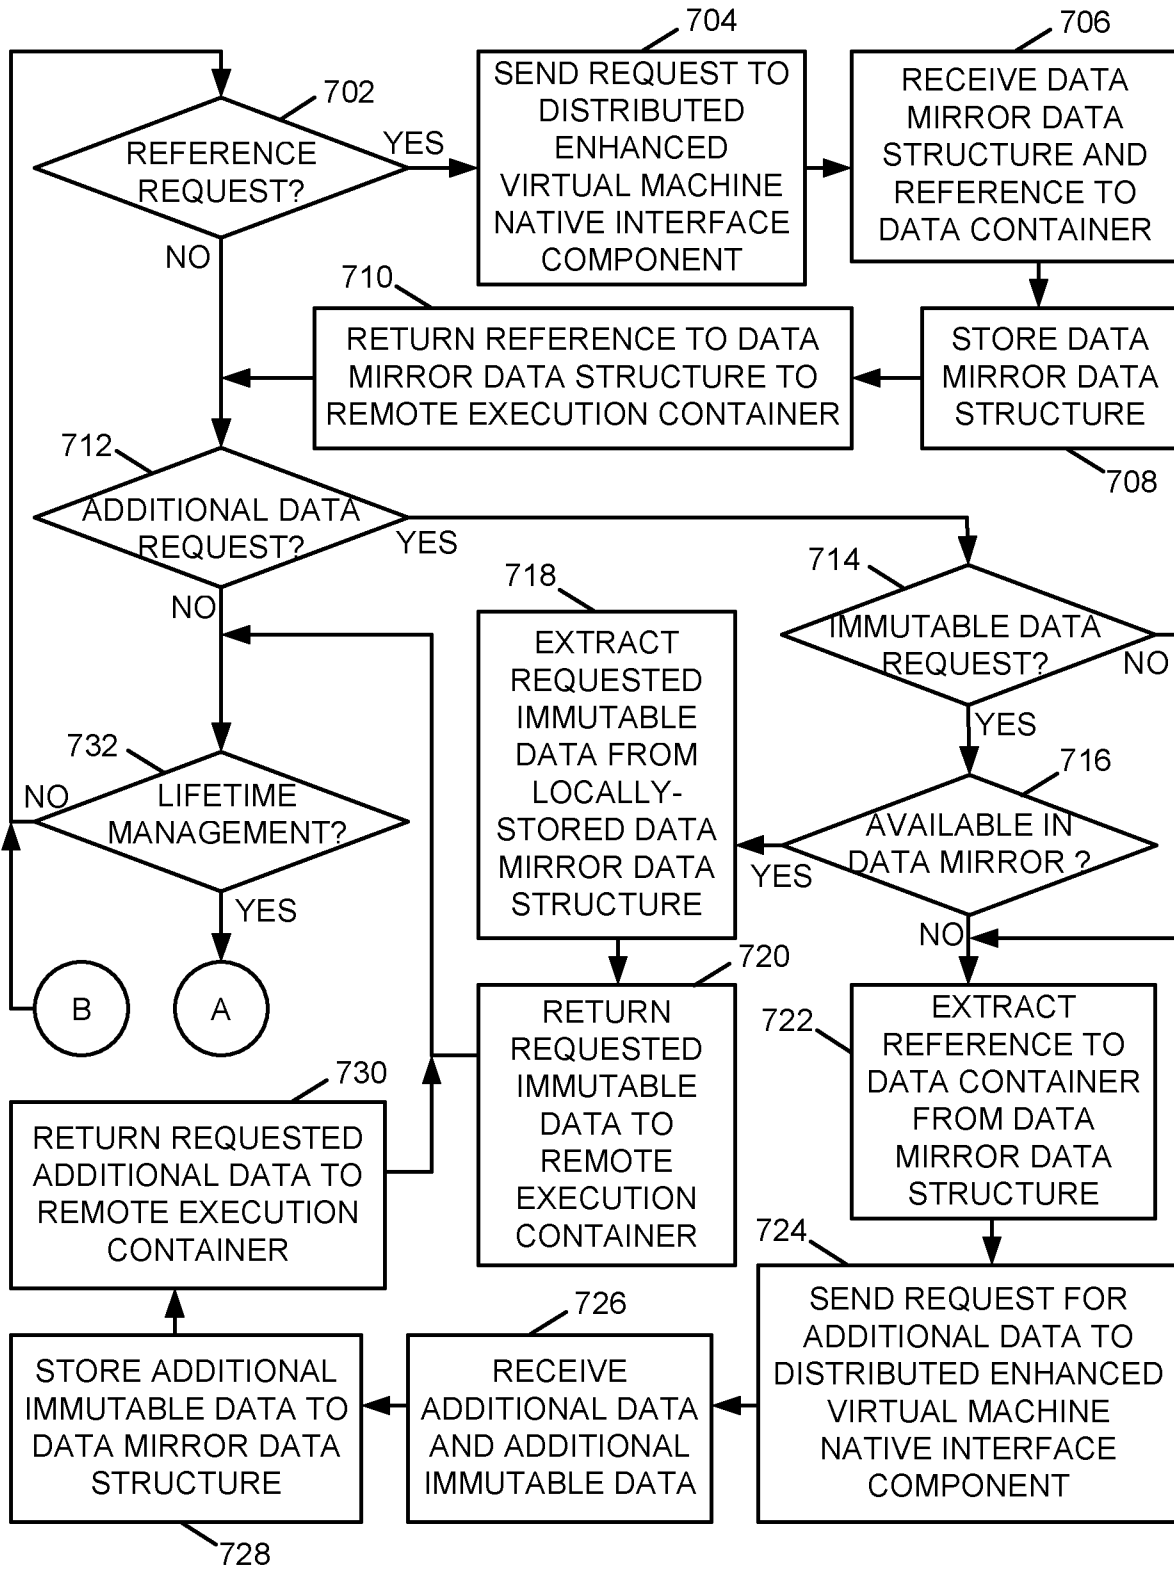 704
706
702
REFERENCE
REQUEST?
YES
NO
SEND REQUEST TO
DISTRIBUTED
ENHANCED
VIRTUAL MACHINE
NATIVE INTERFACE
COMPONENT
RECEIVE DATA
MIRROR DATA
STRUCTURE AND
REFERENCE TO
DATA CONTAINER
710
RETURN REFERENCE TO DATA
MIRROR DATA STRUCTURE TO
REMOTE EXECUTION CONTAINER
STORE DATA
MIRROR DATA
STRUCTURE
708
712
ADDITIONAL DATA
REQUEST?
YES
NO
714
IMMUTABLE DATA
REQUEST?
NO
YES
718
EXTRACT
REQUESTED
IMMUTABLE
DATA FROM
LOCALLY-
STORED DATA
MIRROR DATA
STRUCTURE
716
AVAILABLE IN
DATA MIRROR ?
YES
NO
732
NO
LIFETIME
MANAGEMENT?
YES
B
A
720
RETURN
REQUESTED
IMMUTABLE
DATA TO
REMOTE
EXECUTION
CONTAINER
722
EXTRACT
REFERENCE TO
DATA CONTAINER
FROM DATA
MIRROR DATA
STRUCTURE
730
RETURN REQUESTED
ADDITIONAL DATA TO
REMOTE EXECUTION
CONTAINER
724
SEND REQUEST FOR
ADDITIONAL DATA TO
DISTRIBUTED ENHANCED
VIRTUAL MACHINE
NATIVE INTERFACE
COMPONENT
726
RECEIVE
ADDITIONAL DATA
AND ADDITIONAL
IMMUTABLE DATA
STORE ADDITIONAL
IMMUTABLE DATA TO
DATA MIRROR DATA
STRUCTURE
728